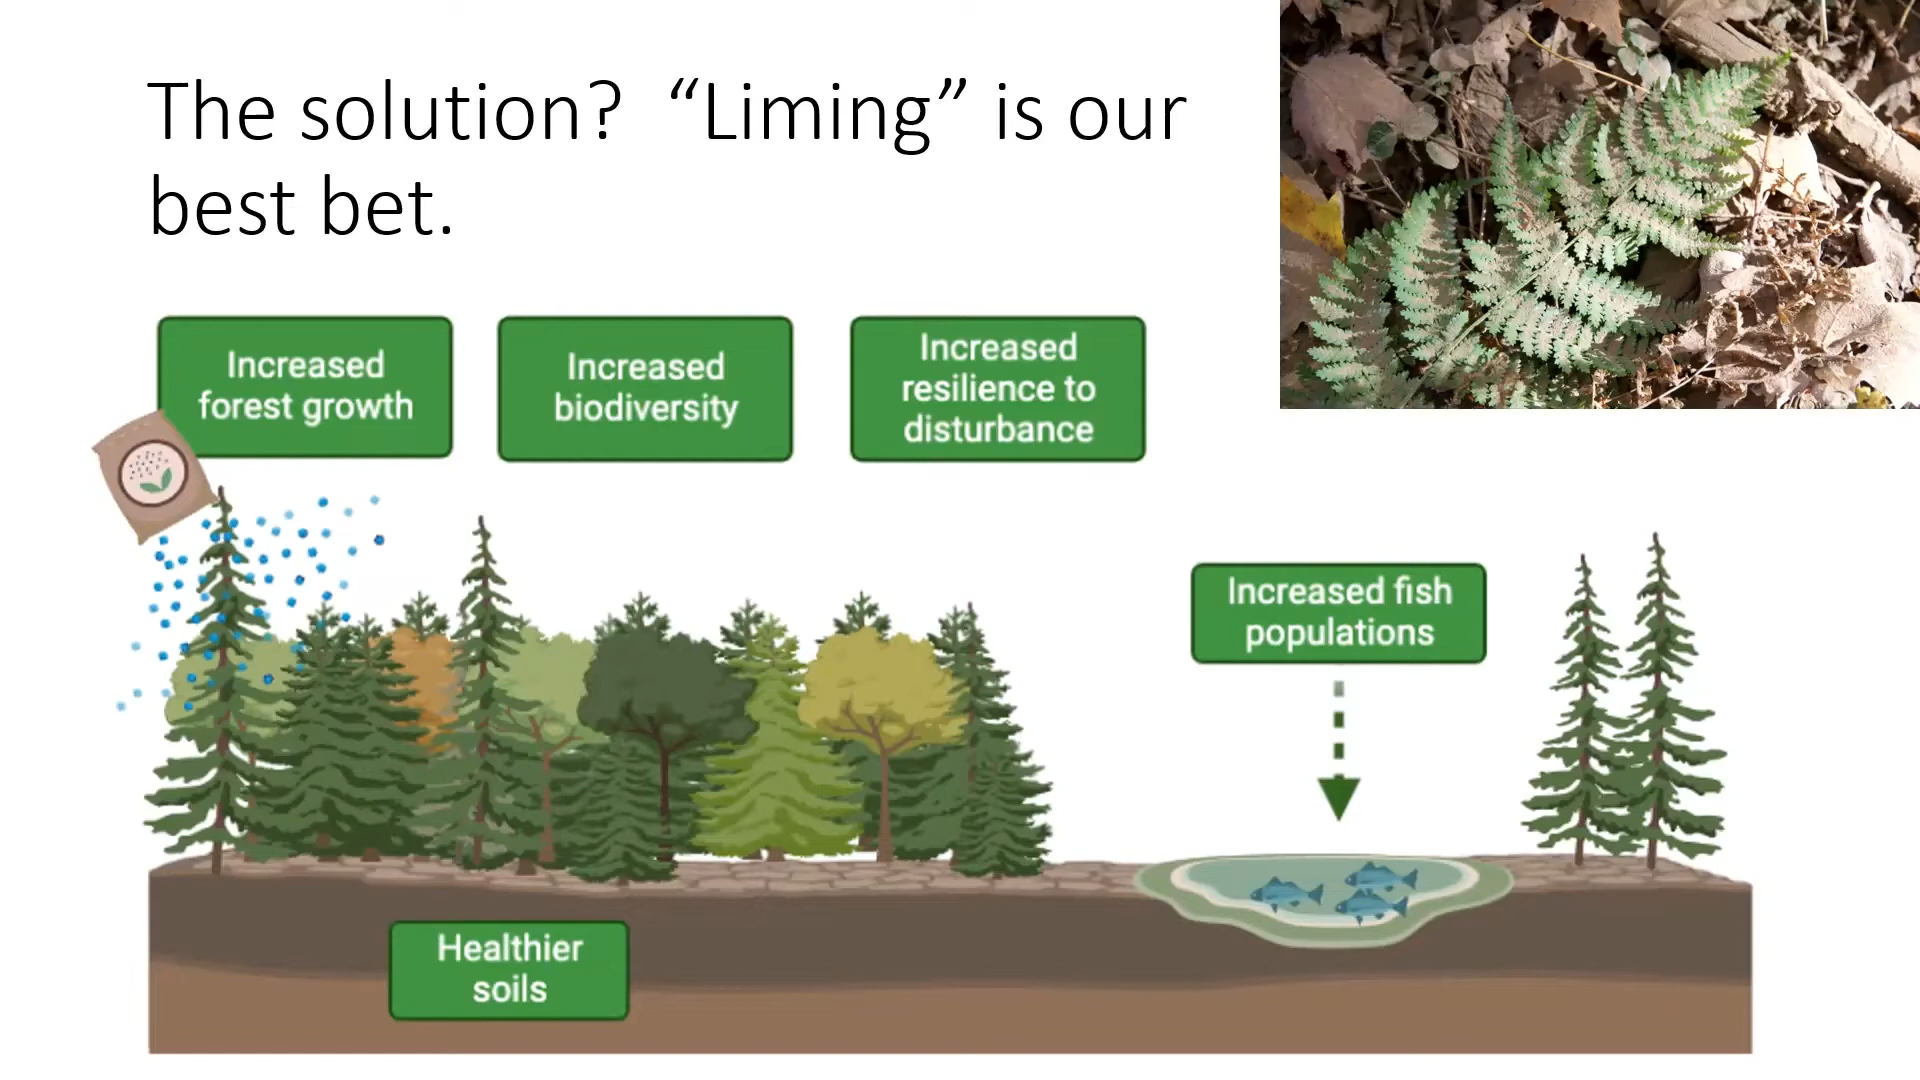 The solution?  “Liming” is our
best bet.
Increased
forest growth
Increased
biodiversity
Increased
resilience to
disturbance
Increased fish
populations
Healthier
soils